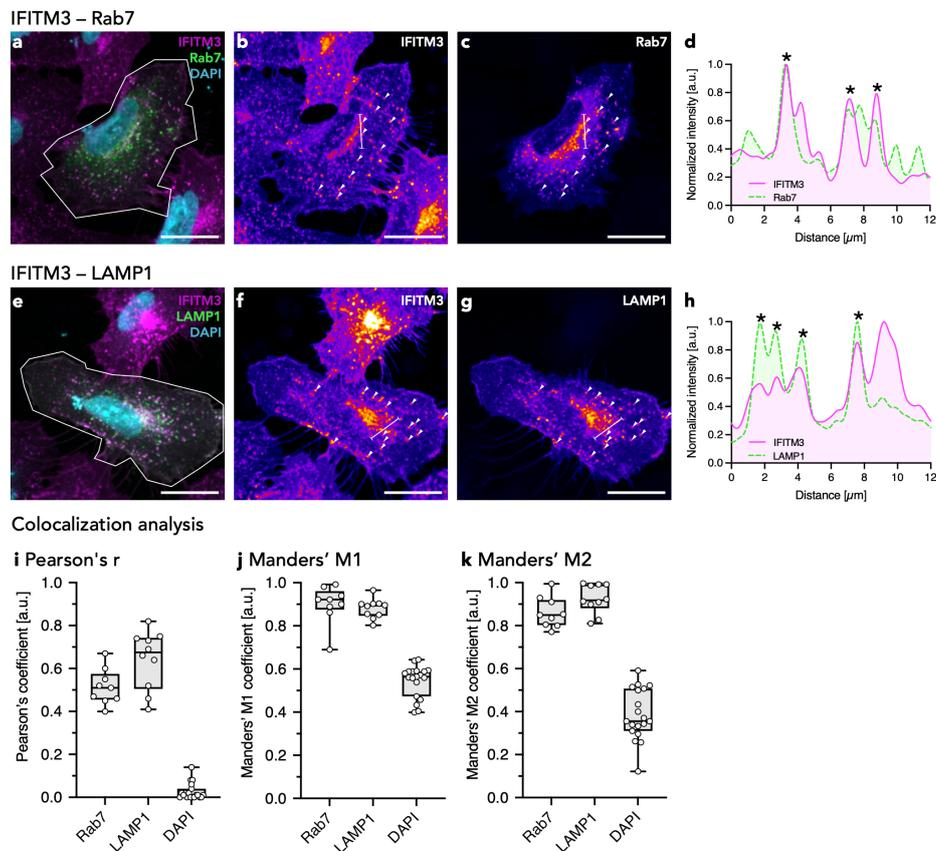 IFITM3 – Rab7
a
IFITM3
Rab7
DAPI
b
IFITM3
c
Rab7
d
Normalized intensity [a.u.]
1.0
0.8
0.6
0.4
0.2
0.0
*
*
*
IFITM3
Rab7
0 2 4 6 8 10 12
Distance [µm]
IFITM3 – LAMP1
e
IFITM3
LAMP1
DAPI
f
IFITM3
g
LAMP1
h
Normalized intensity [a.u.]
1.0
0.8
0.6
0.4
0.2
0.0
*
*
*
*
IFITM3
LAMP1
0 2 4 6 8 10 12
Distance [µm]
Colocalization analysis
i Pearson's r
Pearson's coefficient [a.u.]
1.0
0.8
0.6
0.4
0.2
0.0
Rab7
LAMP1
DAPI
j Manders’ M1
Manders’ M1 coefficient [a.u.]
1.0
0.8
0.6
0.4
0.2
0.0
Rab7
LAMP1
DAPI
k Manders’ M2
Manders’ M2 coefficient [a.u.]
1.0
0.8
0.6
0.4
0.2
0.0
Rab7
LAMP1
DAPI